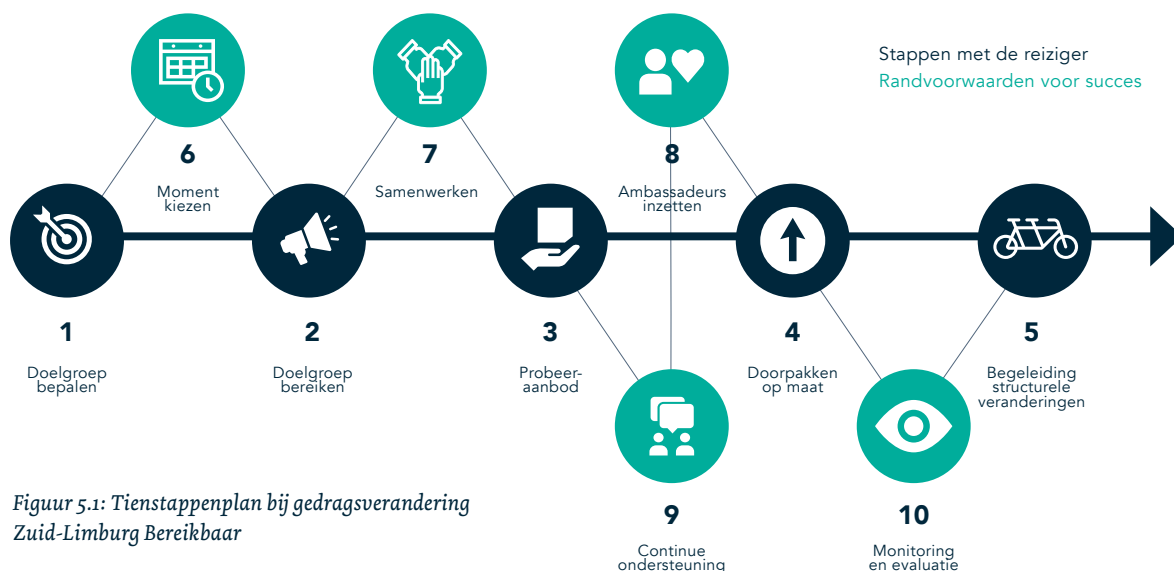 Stappen met de reiziger
Randvoorwaarden voor succes
6
Moment
kiezen
7
Samenwerken
8
Ambassadeurs
inzetten
1
Doelgroep
bepalen
2
Doelgroep
bereiken
3
Probeer-
aanbod
4
Doorpakken
op maat
5
Begeleiding
structurele
veranderingen
9
Continue
ondersteuning
10
Monitoring
en evaluatie
Figuur 5.1: Tienstappenplan bij gedragsverandering
Zuid-Limburg Bereikbaar